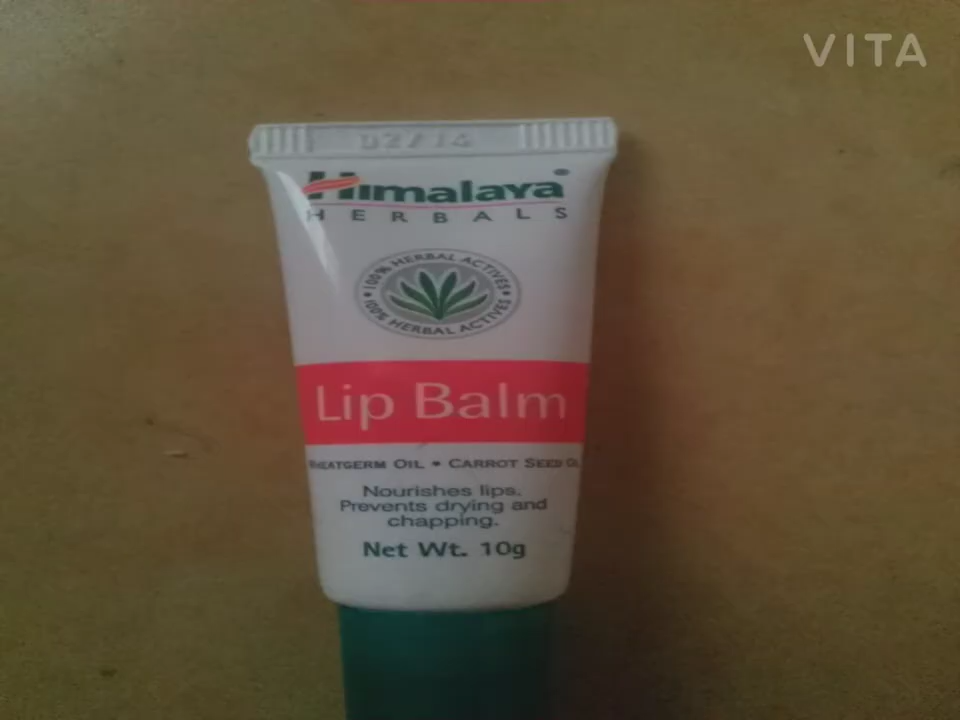 VITA
02/14
Himalaya
HERBALS
100% HERBAL ACTIVES
100% HERBAL ACTIVES
Lip Balm
OIL • CARROT SEED
Nourishes lips.
Prevents drying and
chapping.
Net Wt. 10g